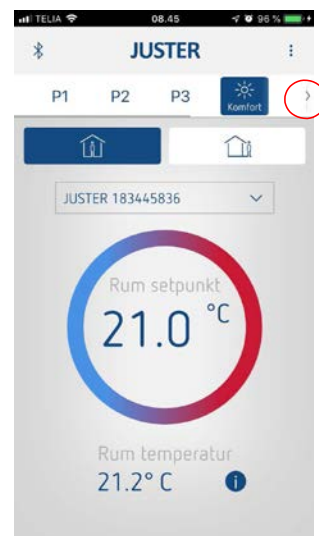 TELIA 08.45 96 %
JUSTER
P1 P2 P3 Komfort
JUSTER 183445836
Rum setpunkt
21.0 °C
Rum temperatur
21.2° C i